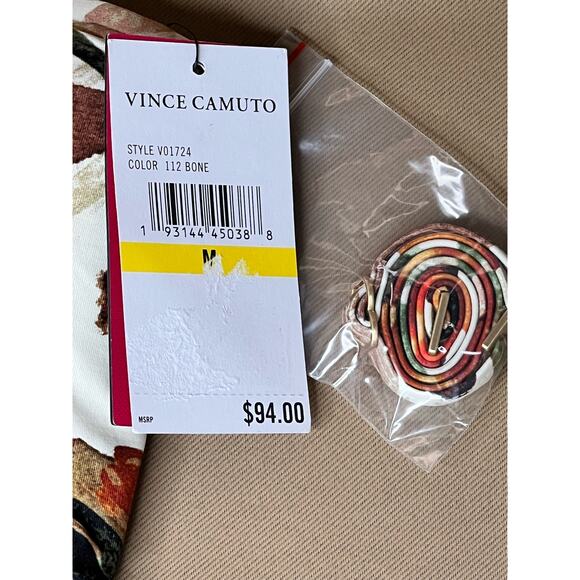 VINCE CAMUTO
STYLE V01724
COLOR 112 BONE
1 93144 45038 8
M
MSRP $94.00